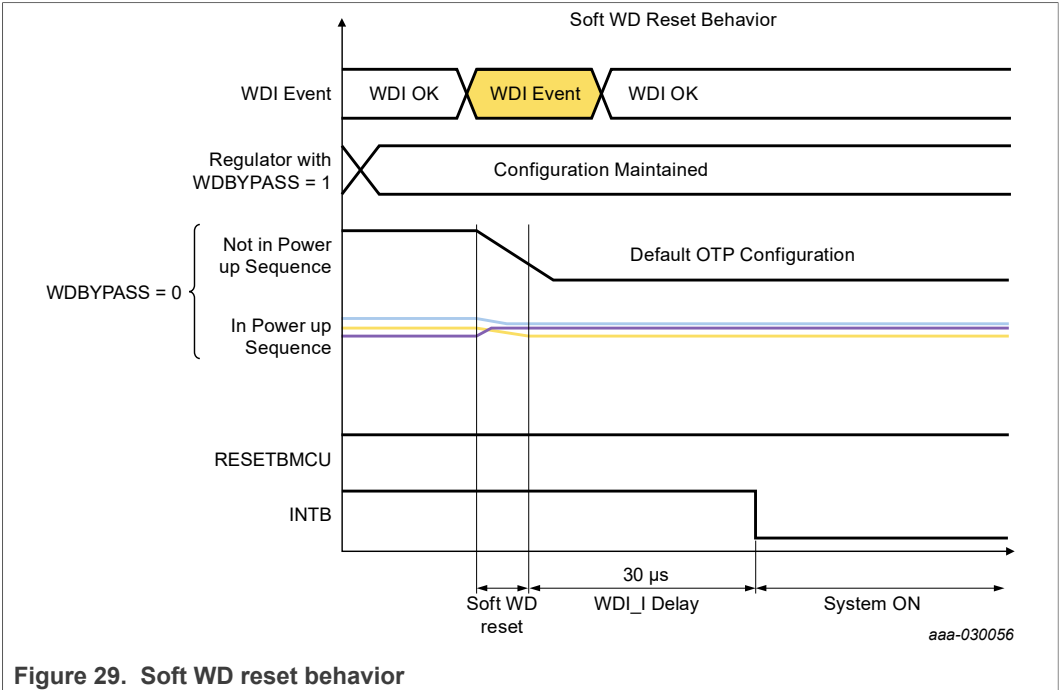 Soft WD Reset Behavior
WDI Event
WDI OK
WDI Event
WDI OK
Regulator with
WDBYPASS = 1
Configuration Maintained
WDBYPASS = 0
Not in Power
up Sequence
Default OTP Configuration
In Power up
Sequence
RESETBMCU
INTB
30 µs
Soft WD
reset
WDI_I Delay
System ON
aaa-030056
Figure 29. Soft WD reset behavior